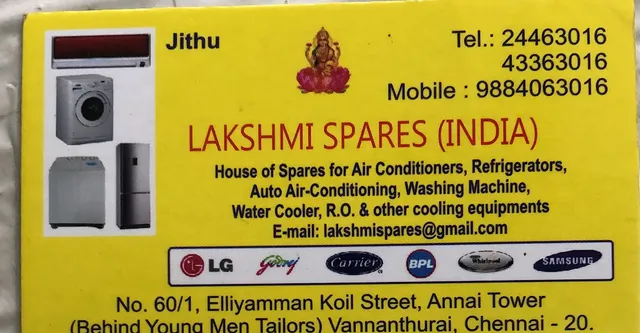 Jithu
Tel.: 24463016
43363016
Mobile : 9884063016
LAKSHMI SPARES (INDIA)
House of Spares for Air Conditioners, Refrigerators,
Auto Air-Conditioning, Washing Machine,
Water Cooler, R.O. & other cooling equipments
E-mail: lakshmispares@gmail.com
LG Godrej Carrier BPL Whirlpool SAMSUNG
No. 60/1, Elliyamman Koil Street, Annai Tower
(Behind Young Men Tailors) Vannanthurai, Chennai - 20.